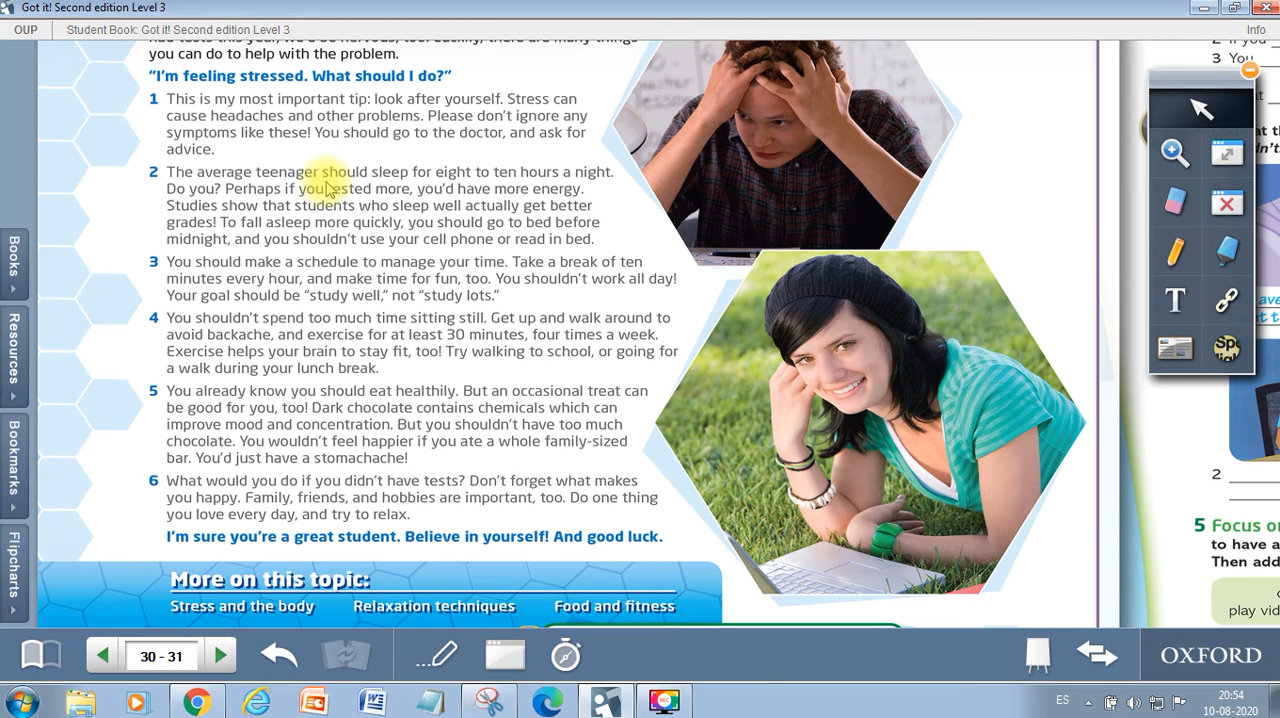 Got it! Second edition Level 3
OUP Student Book: Got it! Second edition Level 3 Info
you can do to help with the problem.
"I'm feeling stressed. What should I do?"
1 This is my most important tip: look after yourself. Stress can
cause headaches and other problems. Please don't ignore any
symptoms like these! You should go to the doctor, and ask for
advice.
2 The average teenager should sleep for eight to ten hours a night.
Do you? Perhaps if you rested more, you'd have more energy.
Studies show that students who sleep well actually get better
grades! To fall asleep more quickly, you should go to bed before
midnight, and you shouldn't use your cell phone or read in bed.
3 You should make a schedule to manage your time. Take a break of ten
minutes every hour, and make time for fun, too. You shouldn't work all day!
Your goal should be "study well," not "study lots."
4 You shouldn't spend too much time sitting still. Get up and walk around to
avoid backache, and exercise for at least 30 minutes, four times a week.
Exercise helps your brain to stay fit, too! Try walking to school, or going for
a walk during your lunch break.
5 You already know you should eat healthily. But an occasional treat can
be good for you, too! Dark chocolate contains chemicals which can
improve mood and concentration. But you shouldn't have too much
chocolate. You wouldn't feel happier if you ate a whole family-sized
bar. You'd just have a stomachache!
6 What would you do if you didn't have tests? Don't forget what makes
you happy. Family, friends, and hobbies are important, too. Do one thing
you love every day, and try to relax.
I'm sure you're a great student. Believe in yourself! And good luck.
More on this topic:
Stress and the body Relaxation techniques Food and fitness
Books
Resources
Bookmarks
Flipcharts
3 You
T
2
5 Focus on
to have a
Then add
play vid
30 - 31
OXFORD
ES
20:54
10-08-2020